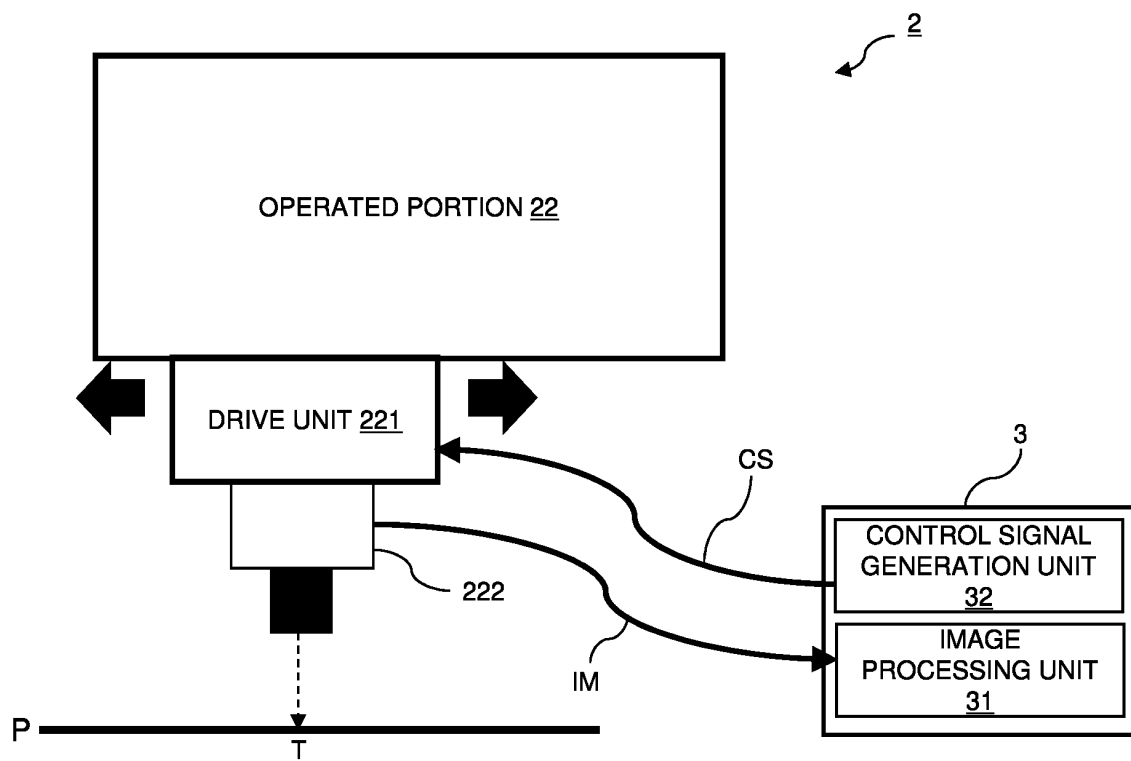 2
OPERATED PORTION 22
DRIVE UNIT 221
CS
3
CONTROL SIGNAL
GENERATION UNIT
32
222
IMAGE
PROCESSING UNIT
31
IM
P
T